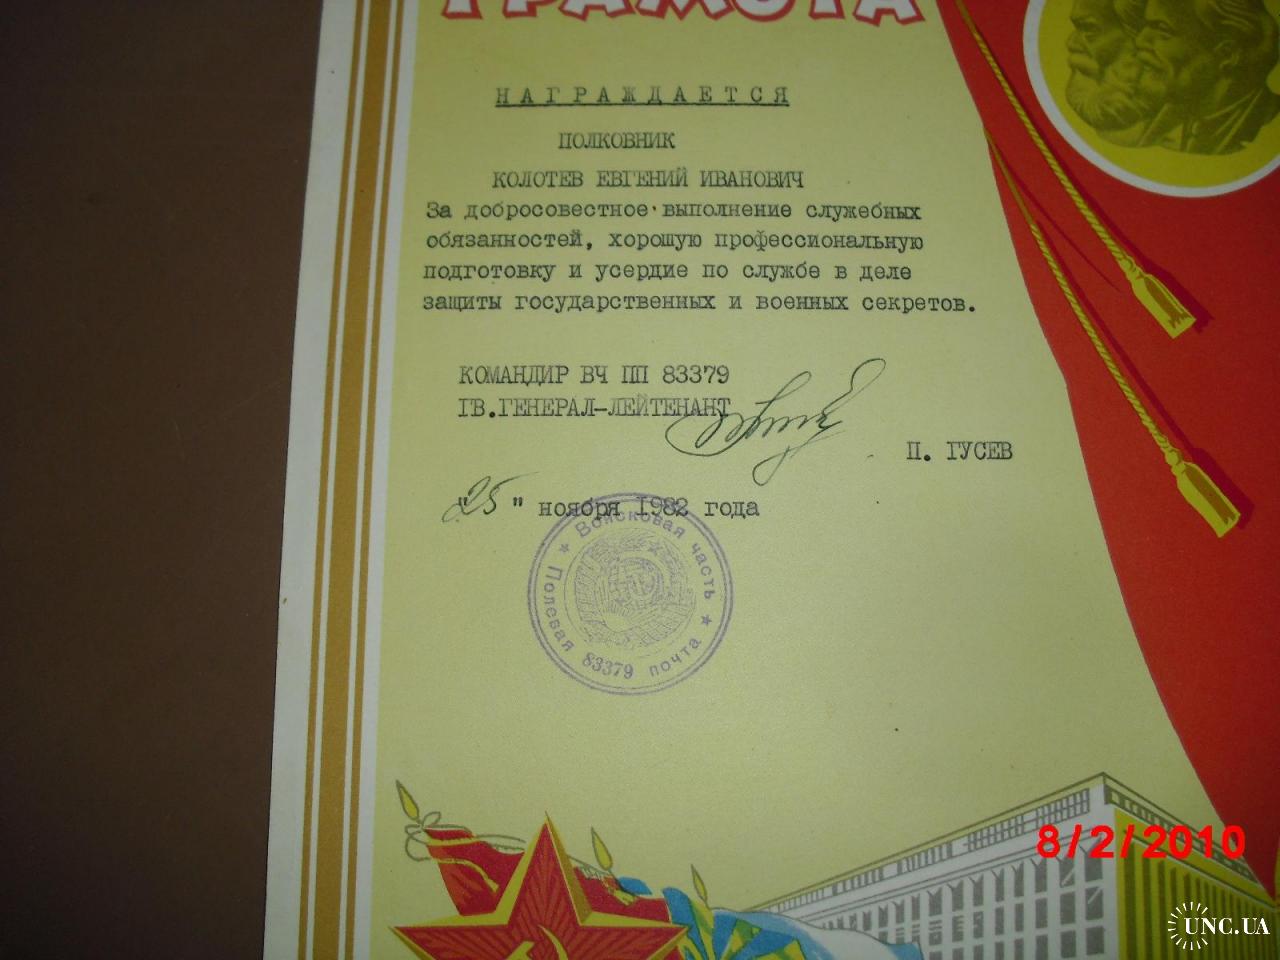 ГРАМОТА
НАГРАЖДАЕТСЯ
ПОЛКОВНИК
КОЛОТЕВ ЕВГЕНИЙ ИВАНОВИЧ
За добросовестное выполнение служебных
обязанностей, хорошую профессиональную
подготовку и усердие по службе в деле
защиты государственных и военных секретов.
КОМАНДИР ВЧ ПП 83379
ГВ.ГЕНЕРАЛ-ЛЕЙТЕНАНТ
П. ГУСЕВ
"25" ноября 1982 года
Войсковая часть ★ Полевая почта ★
83379
8/2/2010
UNC.UA